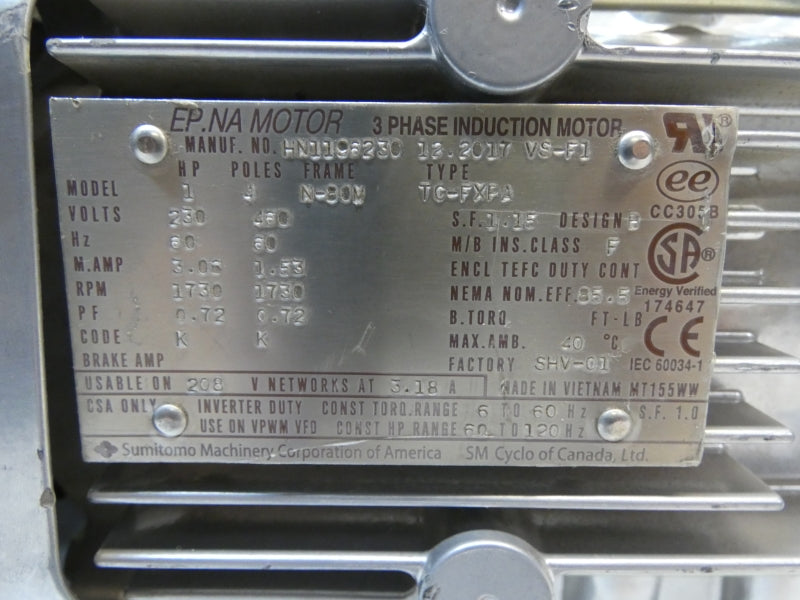 EP.NA MOTOR 3 PHASE INDUCTION MOTOR
MANUF. NO. HN1196230 12.2017 VS-F1
HP POLES FRAME TYPE
MODEL 1 4 N-80M TC-FXPA
VOLTS 230 460
Hz 60 60
M.AMP 3.06 1.53
RPM 1730 1730
PF 0.72 0.72
CODE K K
BRAKE AMP
S.F. 1.15 DESIGN B
M/B INS.CLASS F
ENCL TEFC DUTY CONT
NEMA NOM.EFF. 85.5
B.TORQ FT-LB
MAX.AMB. 40 °C
FACTORY SHV-01
ee
CC305B
SA ®
Energy Verified
174647
CE
IEC 60034-1
USABLE ON 208 V NETWORKS AT 3.18 A MADE IN VIETNAM MT155WW
CSA ONLY INVERTER DUTY CONST TORQ.RANGE 6 TO 60 Hz S.F. 1.0
USE ON VPWM VFD CONST HP.RANGE 60 TO 120 Hz
Sumitomo Machinery Corporation of America SM Cyclo of Canada, Ltd.